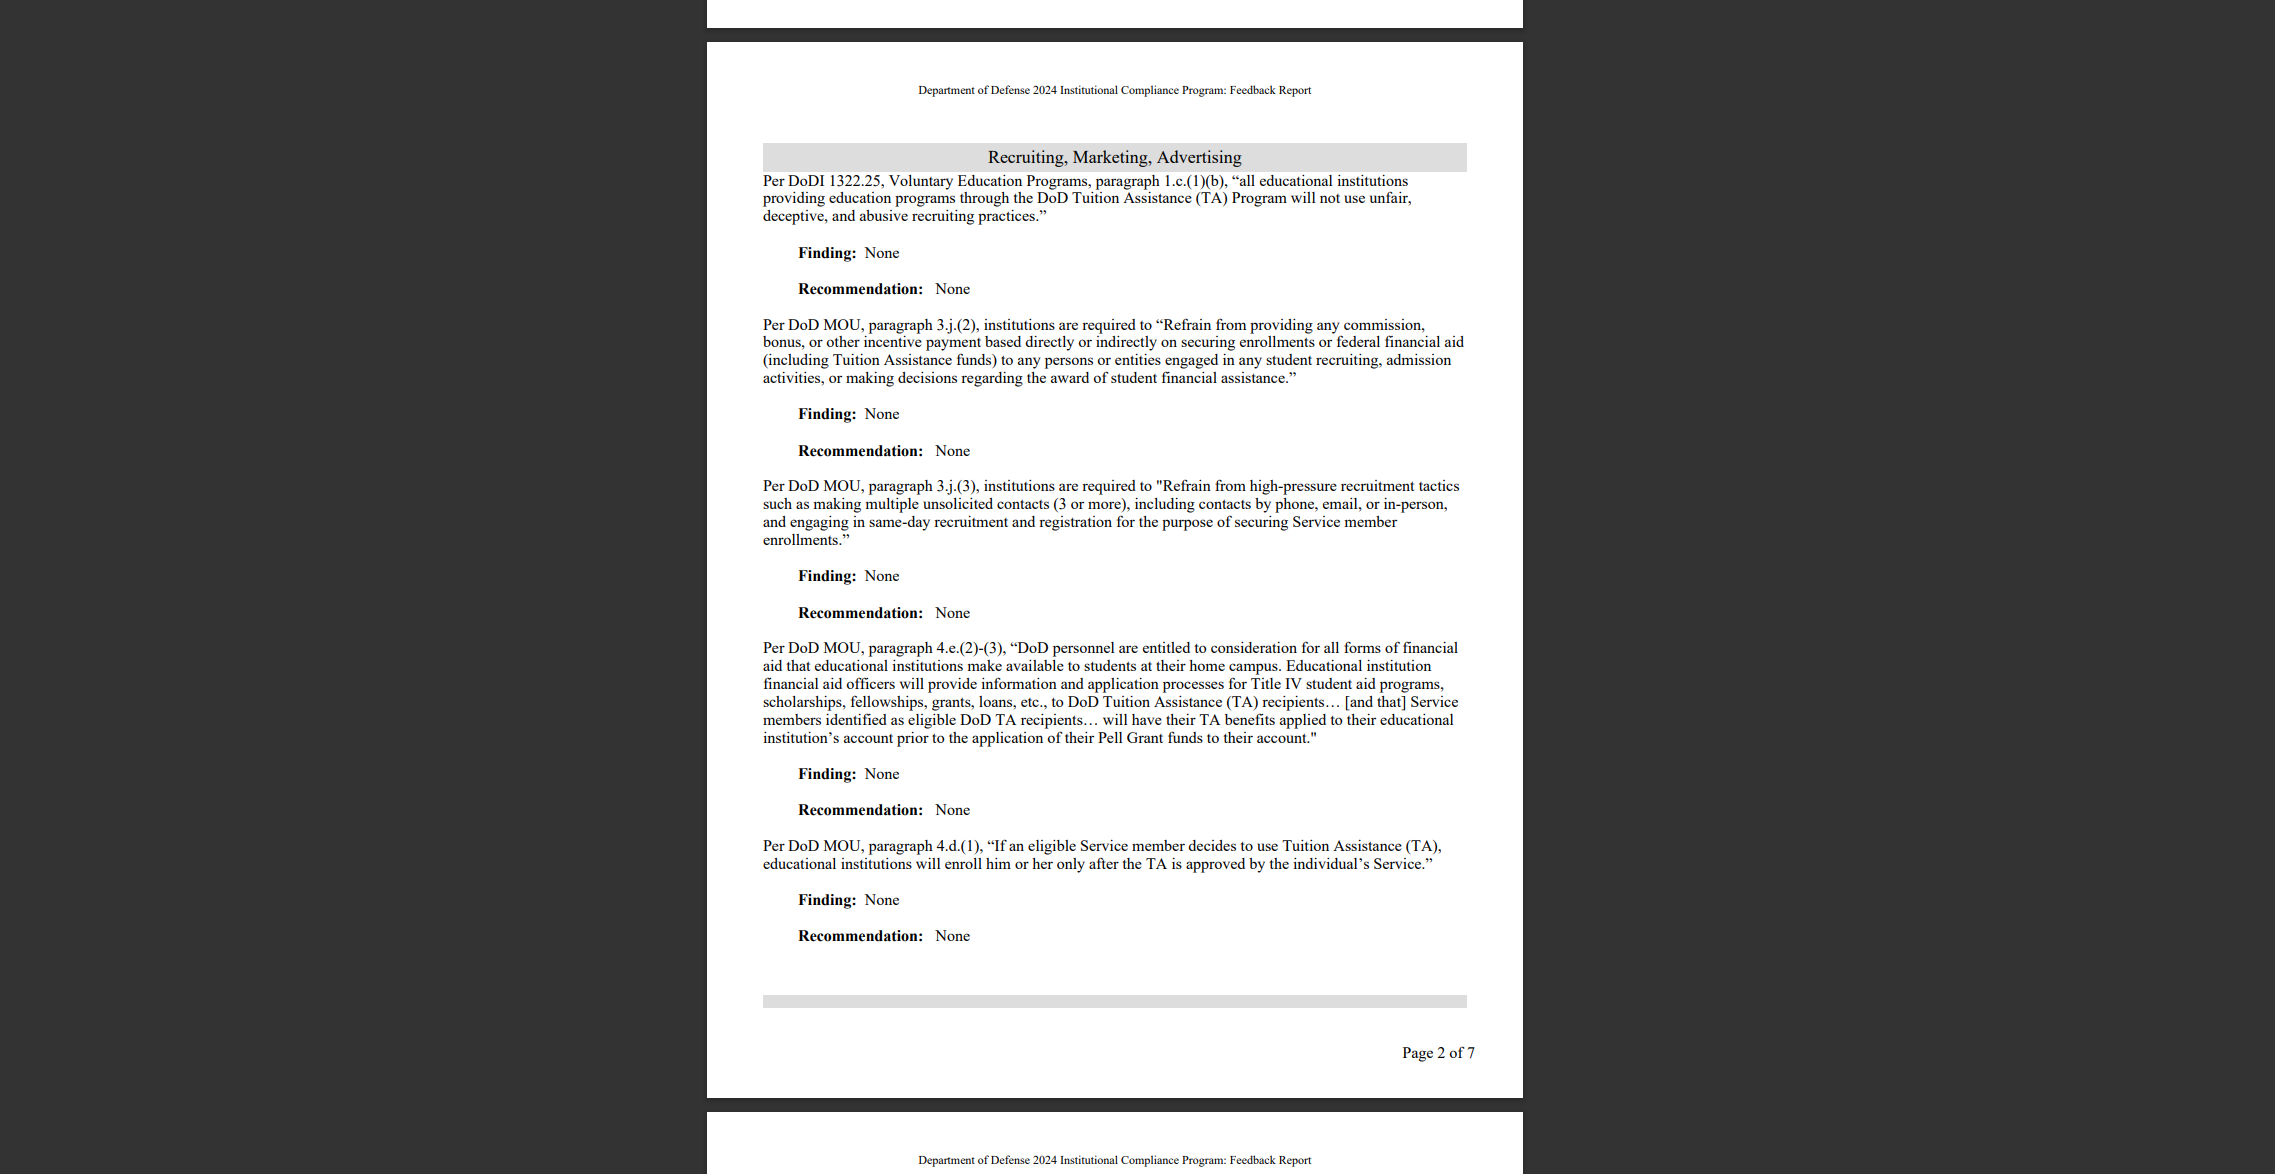 Department of Defense 2024 Institutional Compliance Program: Feedback Report
Recruiting, Marketing, Advertising
Per DoDI 1322.25, Voluntary Education Programs, paragraph 1.c.(1)(b), “all educational institutions
providing education programs through the DoD Tuition Assistance (TA) Program will not use unfair,
deceptive, and abusive recruiting practices.”
Finding: None
Recommendation: None
Per DoD MOU, paragraph 3.j.(2), institutions are required to “Refrain from providing any commission,
bonus, or other incentive payment based directly or indirectly on securing enrollments or federal financial aid
(including Tuition Assistance funds) to any persons or entities engaged in any student recruiting, admission
activities, or making decisions regarding the award of student financial assistance.”
Finding: None
Recommendation: None
Per DoD MOU, paragraph 3.j.(3), institutions are required to "Refrain from high-pressure recruitment tactics
such as making multiple unsolicited contacts (3 or more), including contacts by phone, email, or in-person,
and engaging in same-day recruitment and registration for the purpose of securing Service member
enrollments.”
Finding: None
Recommendation: None
Per DoD MOU, paragraph 4.e.(2)-(3), “DoD personnel are entitled to consideration for all forms of financial
aid that educational institutions make available to students at their home campus. Educational institution
financial aid officers will provide information and application processes for Title IV student aid programs,
scholarships, fellowships, grants, loans, etc., to DoD Tuition Assistance (TA) recipients… [and that] Service
members identified as eligible DoD TA recipients… will have their TA benefits applied to their educational
institution’s account prior to the application of their Pell Grant funds to their account."
Finding: None
Recommendation: None
Per DoD MOU, paragraph 4.d.(1), “If an eligible Service member decides to use Tuition Assistance (TA),
educational institutions will enroll him or her only after the TA is approved by the individual’s Service.”
Finding: None
Recommendation: None
Page 2 of 7
Department of Defense 2024 Institutional Compliance Program: Feedback Report